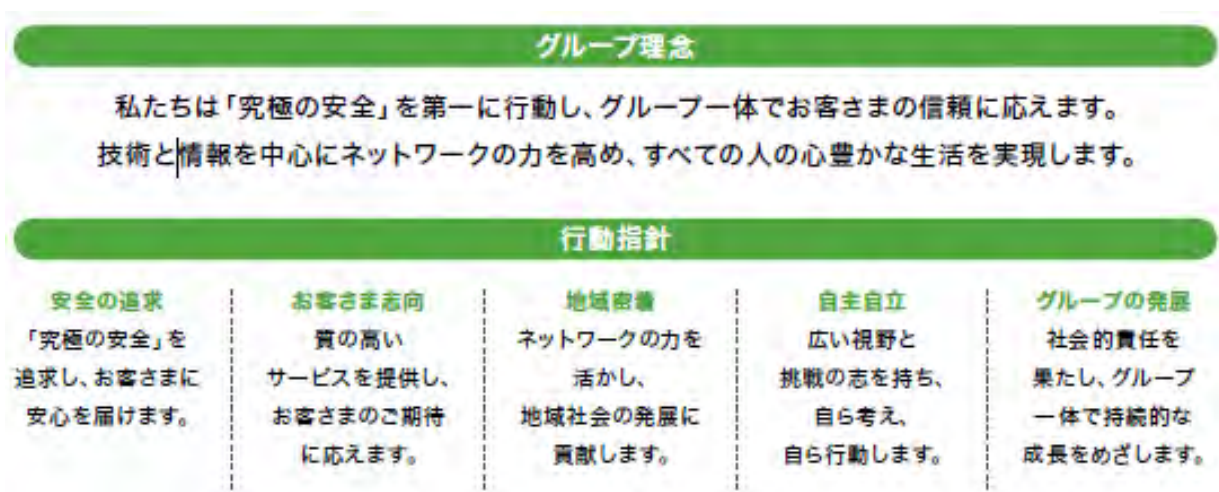 グループ理念
私たちは「究極の安全」を第一に行動し、グループ一体でお客さまの信頼に応えます。
技術と情報を中心にネットワークの力を高め、すべての人の心豊かな生活を実現します。
行動指針
安全の追求
「究極の安全」を
追求し、お客さまに
安心を届けます。
お客さま志向
質の高い
サービスを提供し、
お客さまのご期待
に応えます。
地域密着
ネットワークの力を
活かし、
地域社会の発展に
貢献します。
自主自立
広い視野と
挑戦の志を持ち、
自ら考え、
自ら行動します。
グループの発展
社会的責任を
果たし、グループ
一体で持続的な
成長をめざします。